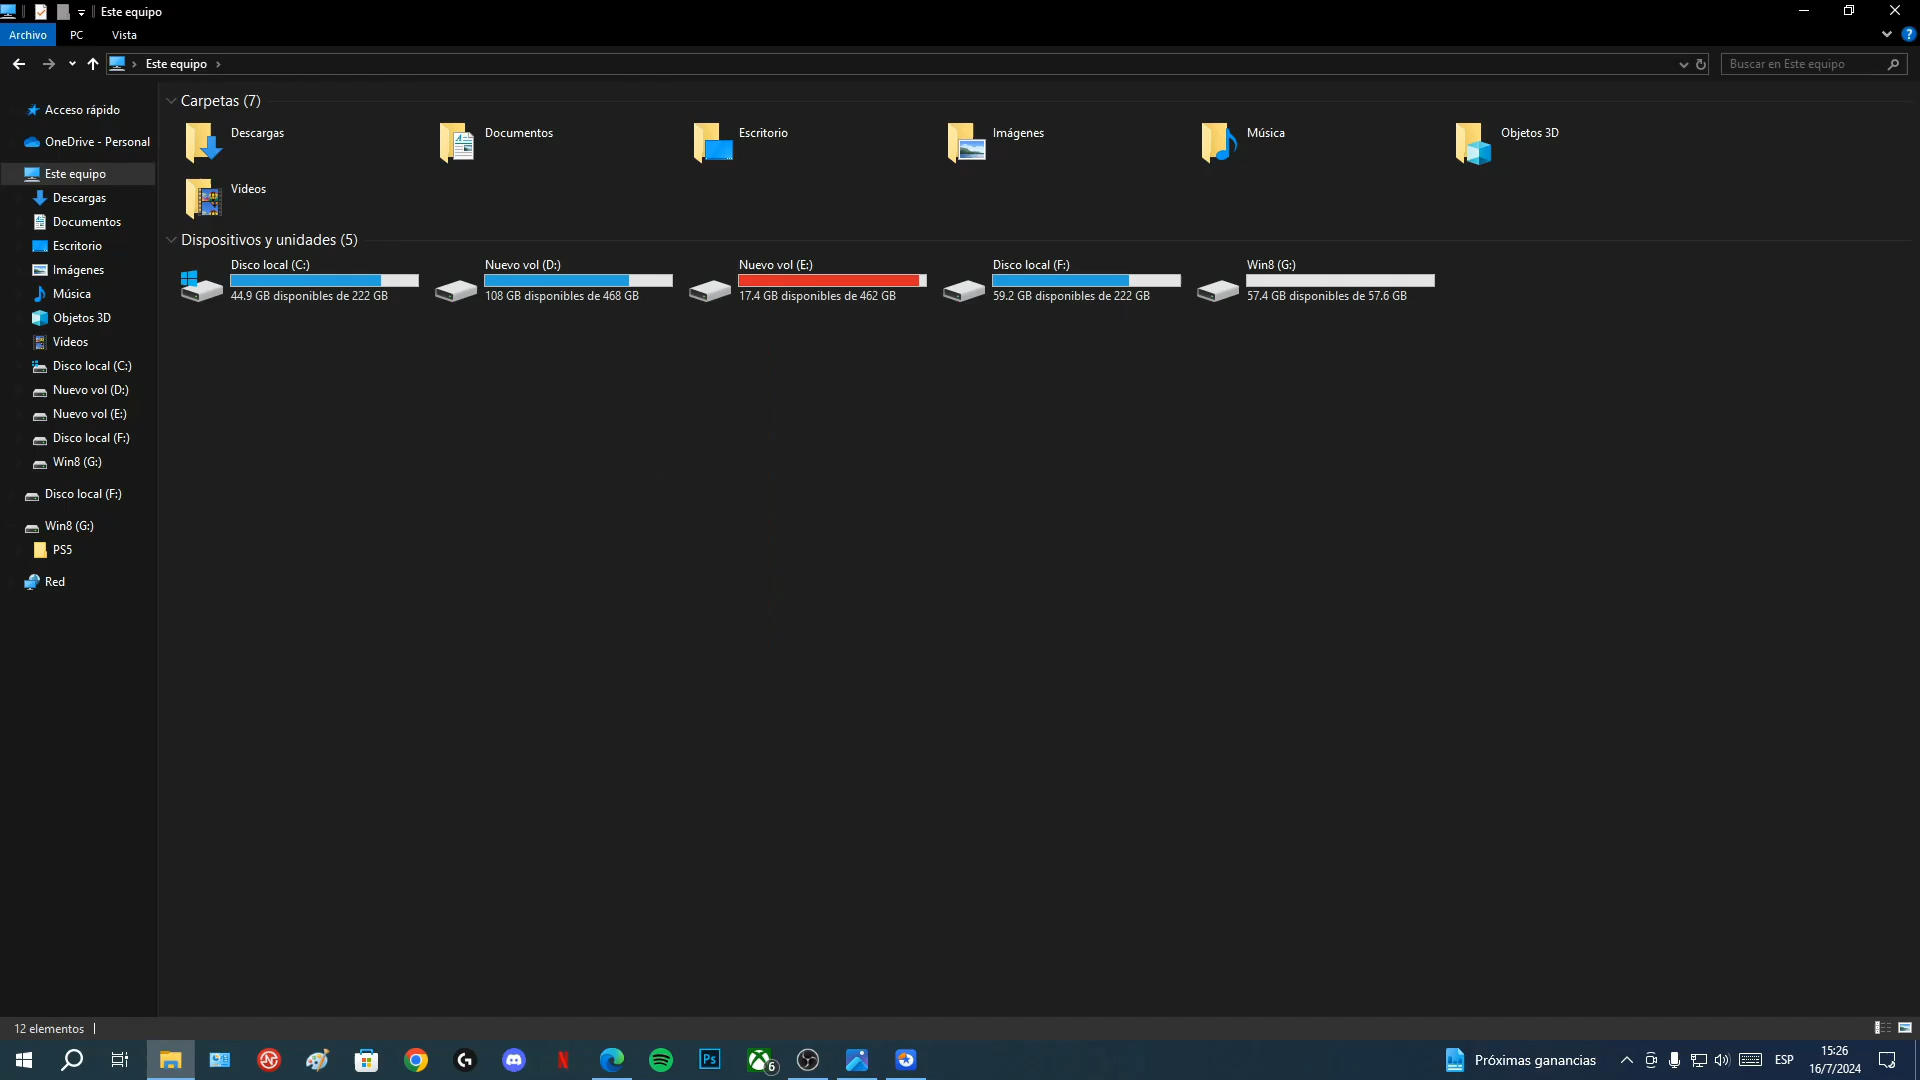 Este equipo
Archivo PC Vista
Este equipo Buscar en Este equipo
Acceso rápido
OneDrive - Personal
Este equipo
Descargas
Documentos
Escritorio
Imágenes
Música
Objetos 3D
Videos
Disco local (C:)
Nuevo vol (D:)
Nuevo vol (E:)
Disco local (F:)
Win8 (G:)
Disco local (F:)
Win8 (G:)
PS5
Red
Carpetas (7)
Descargas Documentos Escritorio Imágenes Música Objetos 3D
Videos
Dispositivos y unidades (5)
Disco local (C:) Nuevo vol (D:) Nuevo vol (E:) Disco local (F:) Win8 (G:)
44.9 GB disponibles de 222 GB 108 GB disponibles de 468 GB 17.4 GB disponibles de 462 GB 59.2 GB disponibles de 222 GB 57.4 GB disponibles de 57.6 GB
12 elementos
Ps 6 Próximas ganancias ESP 15:26
16/7/2024